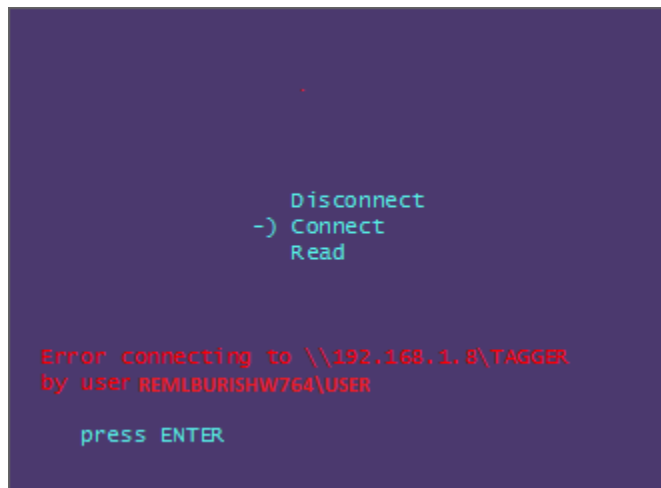 Disconnect
-) Connect
Read
Error connecting to \\192.168.1.8\TAGGER
by user REMLBURISHW764\USER
press ENTER